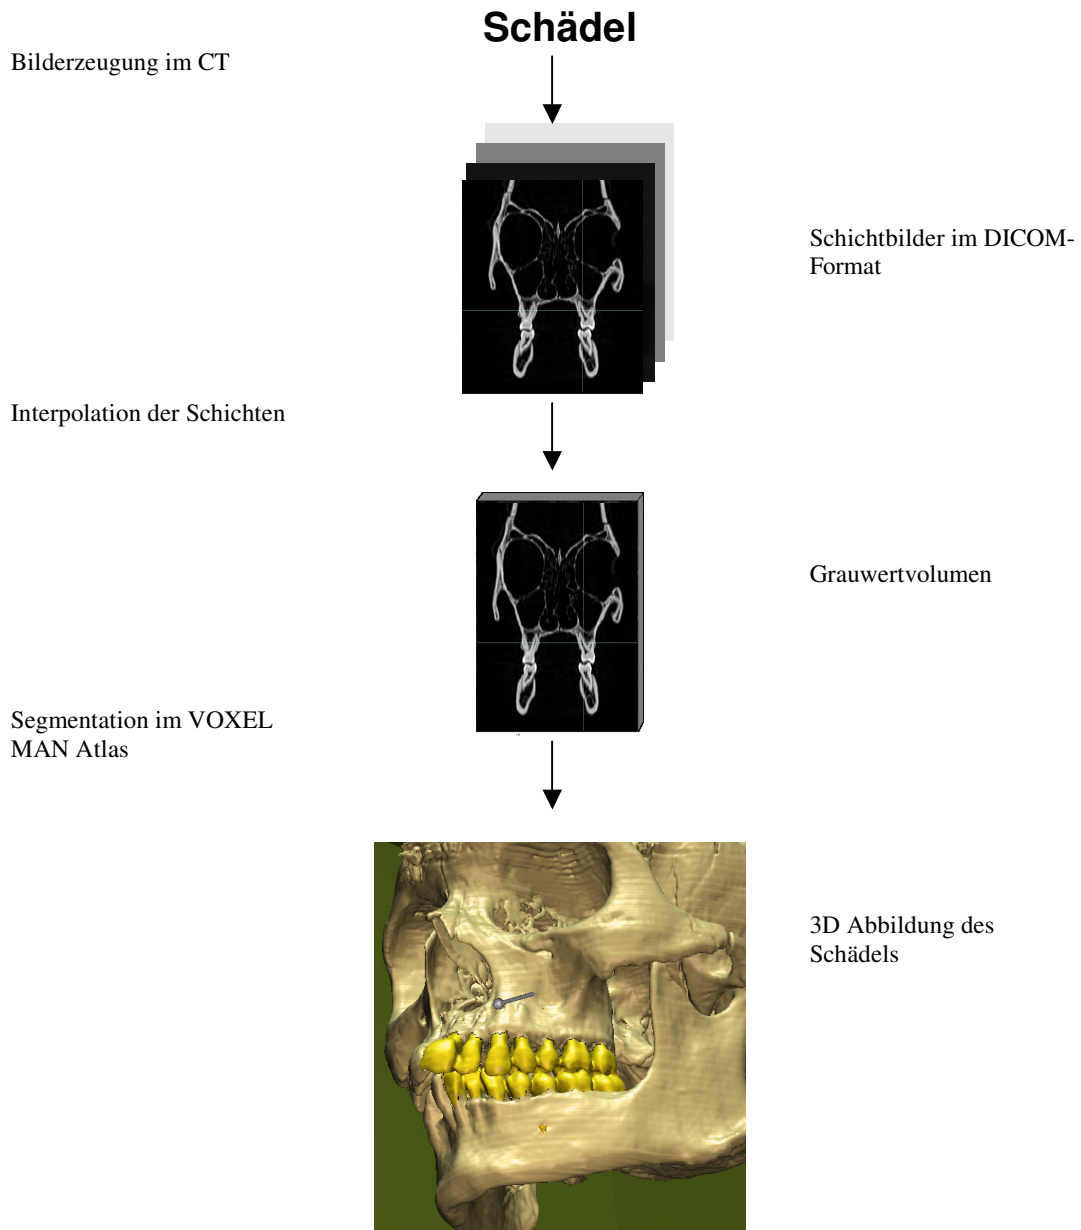 Schädel
Bilderzeugung im CT
Schichtbilder im DICOM-
Format
Interpolation der Schichten
Grauwertvolumen
Segmentation im VOXEL
MAN Atlas
3D Abbildung des
Schädels